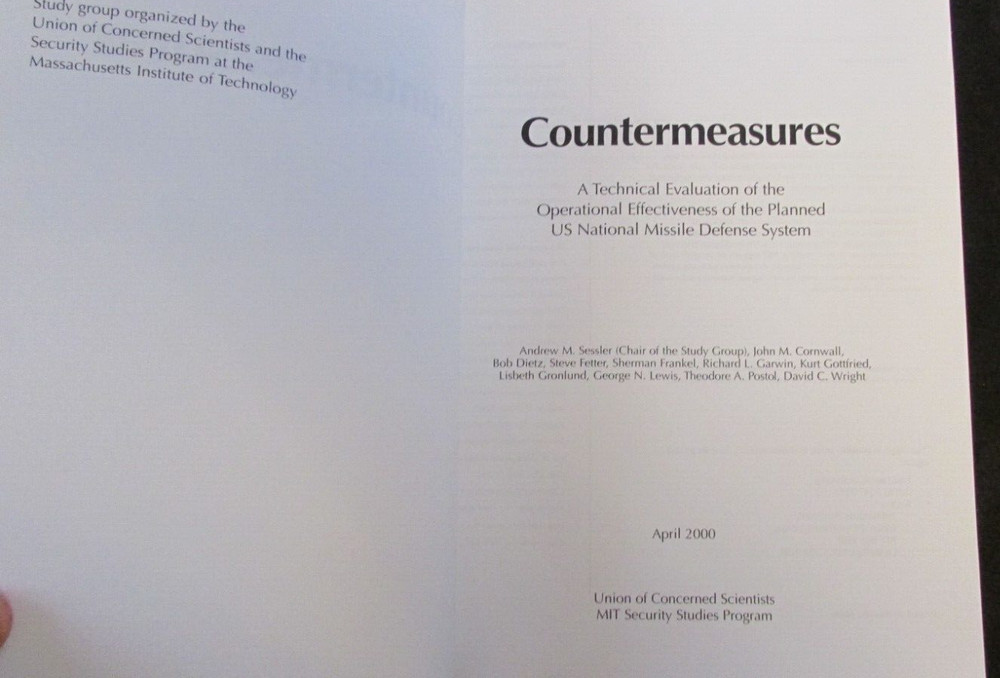 Study group organized by the
Union of Concerned Scientists and the
Security Studies Program at the
Massachusetts Institute of Technology
Countermeasures
A Technical Evaluation of the
Operational Effectiveness of the Planned
US National Missile Defense System
Andrew M. Sessler (Chair of the Study Group), John M. Cornwall,
Bob Dietz, Steve Fetter, Sherman Frankel, Richard L. Garwin, Kurt Gottfried,
Lisbeth Gronlund, George N. Lewis, Theodore A. Postol, David C. Wright
April 2000
Union of Concerned Scientists
MIT Security Studies Program